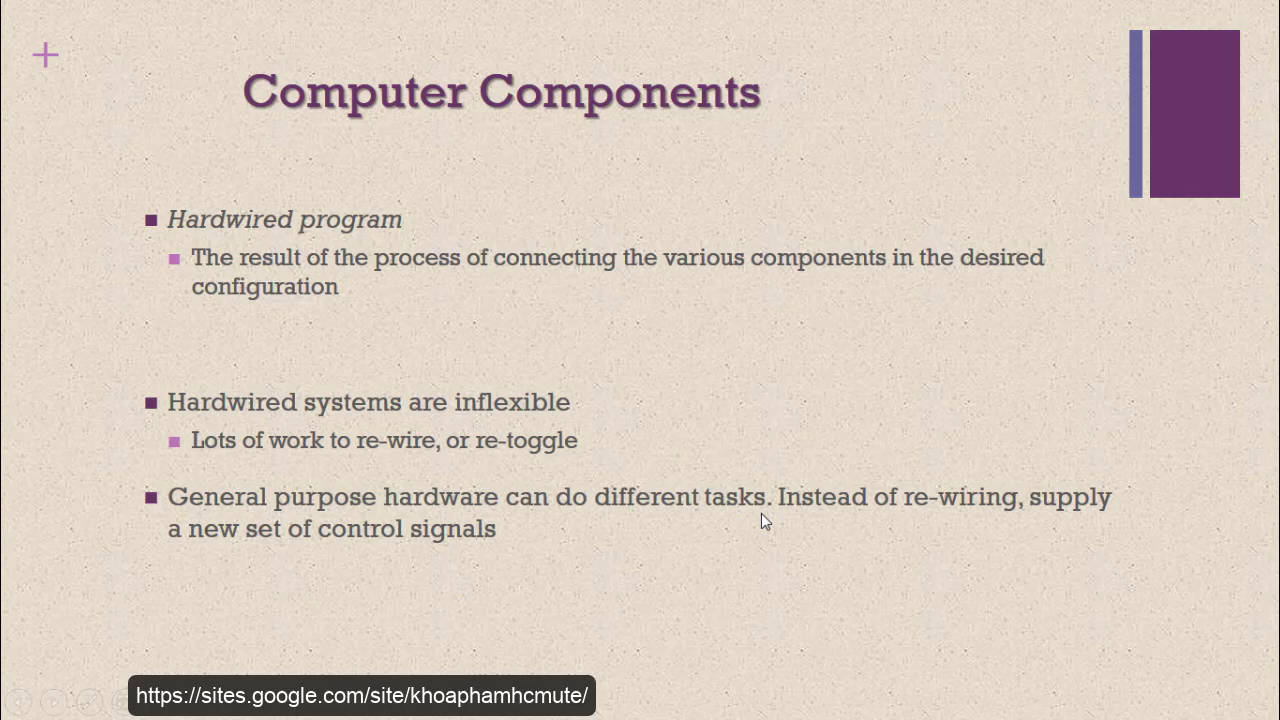 Computer Components
Hardwired program
The result of the process of connecting the various components in the desired
configuration
Hardwired systems are inflexible
Lots of work to re-wire, or re-toggle
General purpose hardware can do different tasks. Instead of re-wiring, supply
a new set of control signals
https://sites.google.com/site/khoaphamhcmute/